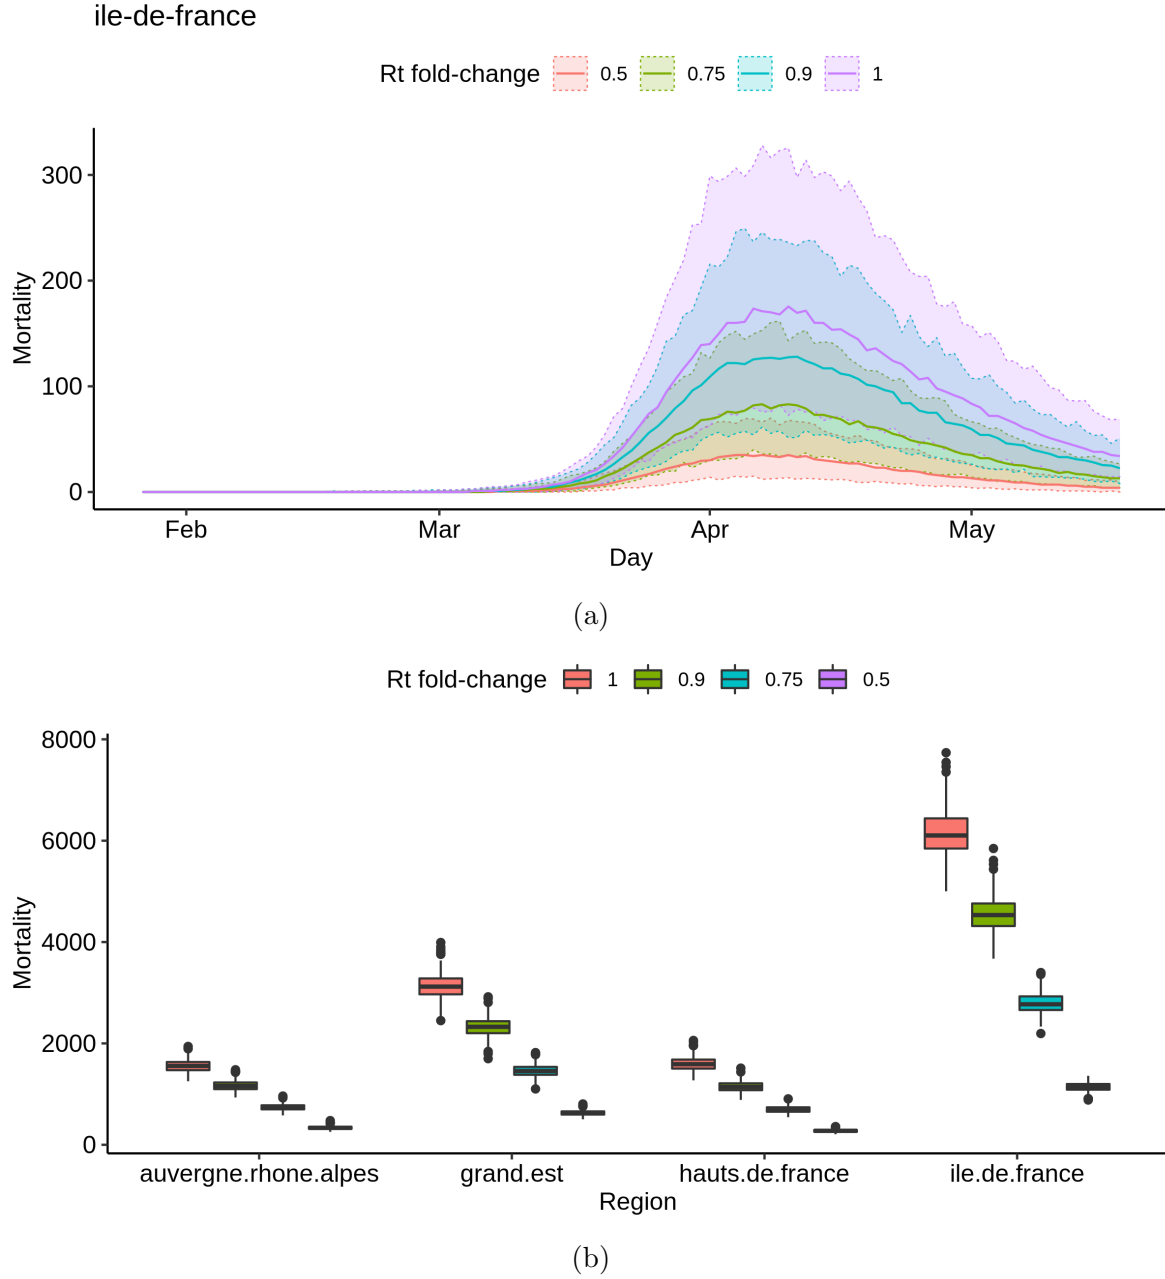 ile-de-france
Rt fold-change 0.5 0.75 0.9 1
300
200
100
0
Mortality
Feb Mar Apr May
Day
(a)
Rt fold-change 1 0.9 0.75 0.5
8000
6000
4000
2000
0
Mortality
auvergne.rhone.alpes grand.est hauts.de.france ile.de.france
Region
(b)